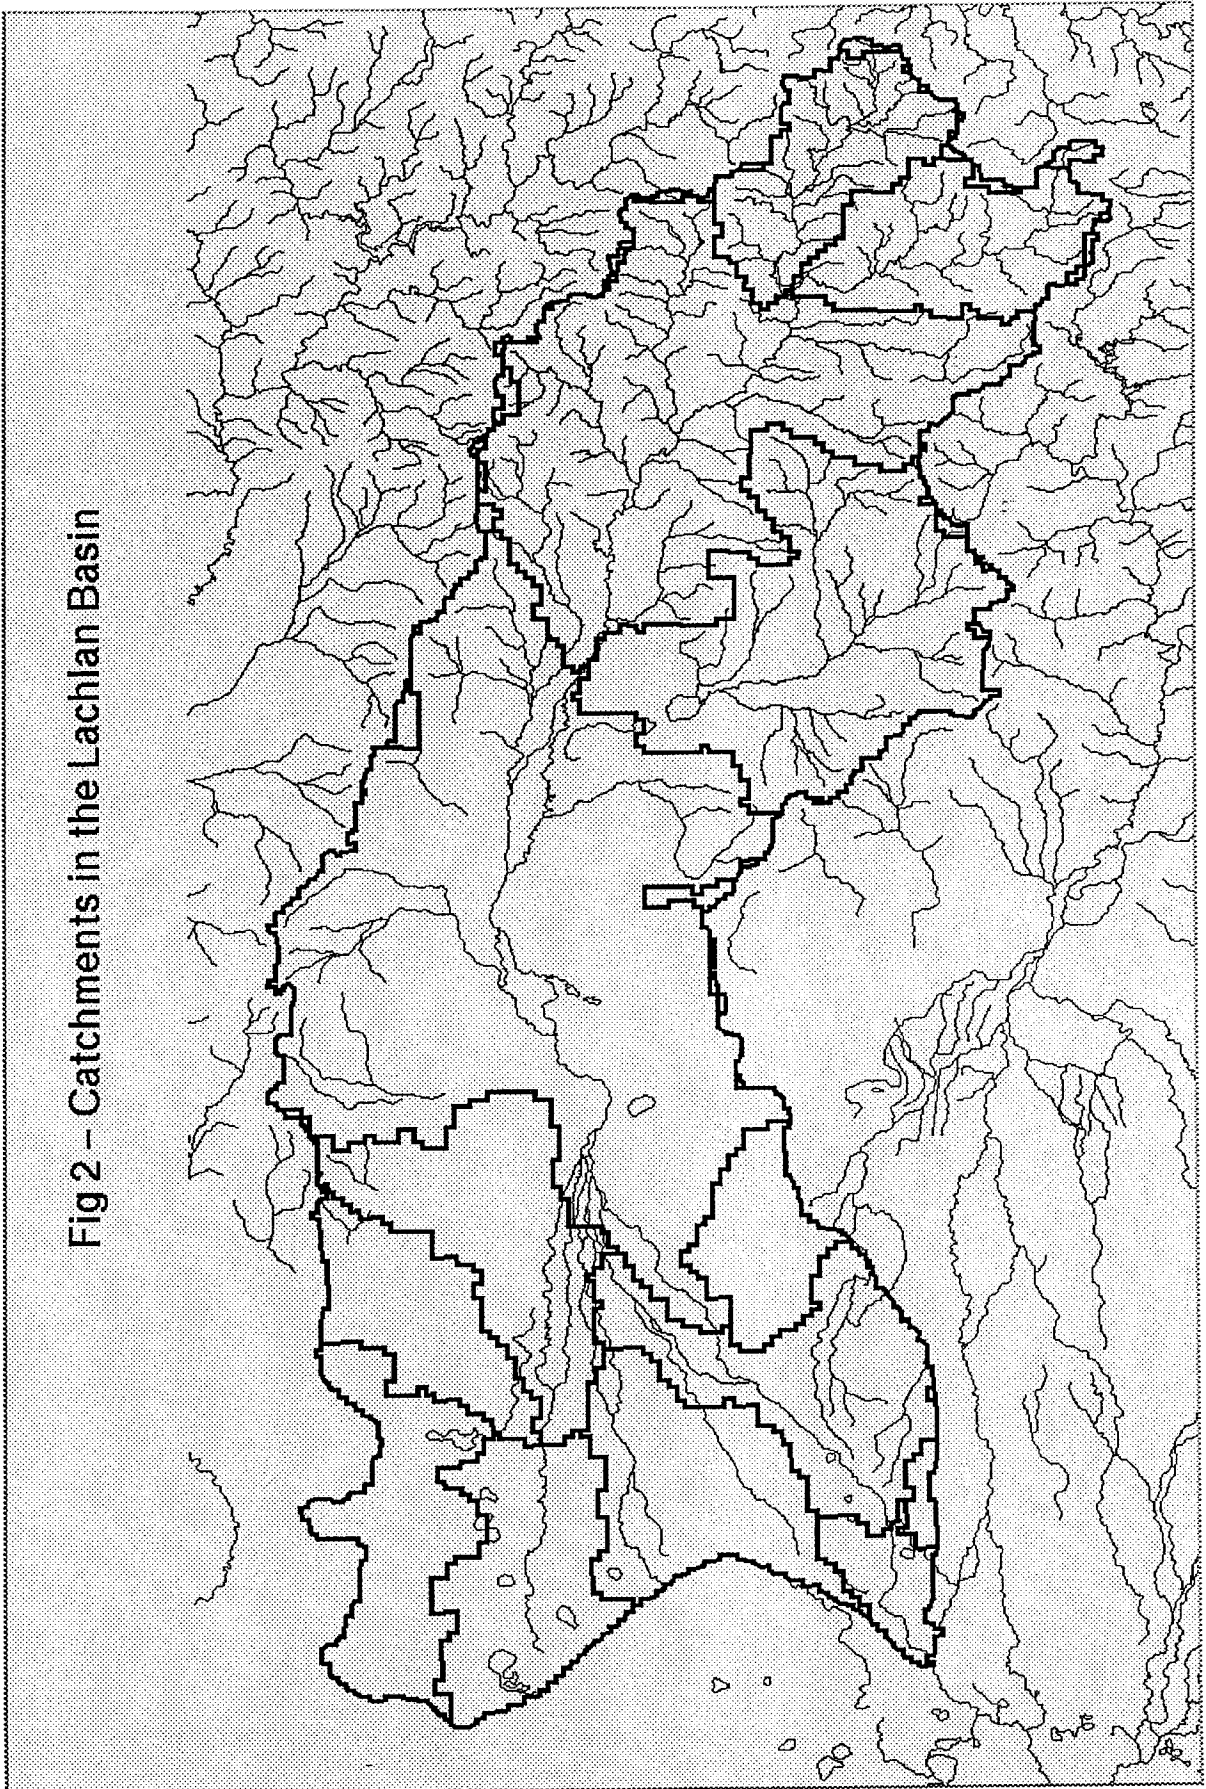 Fig 2 – Catchments in the Lachlan Basin